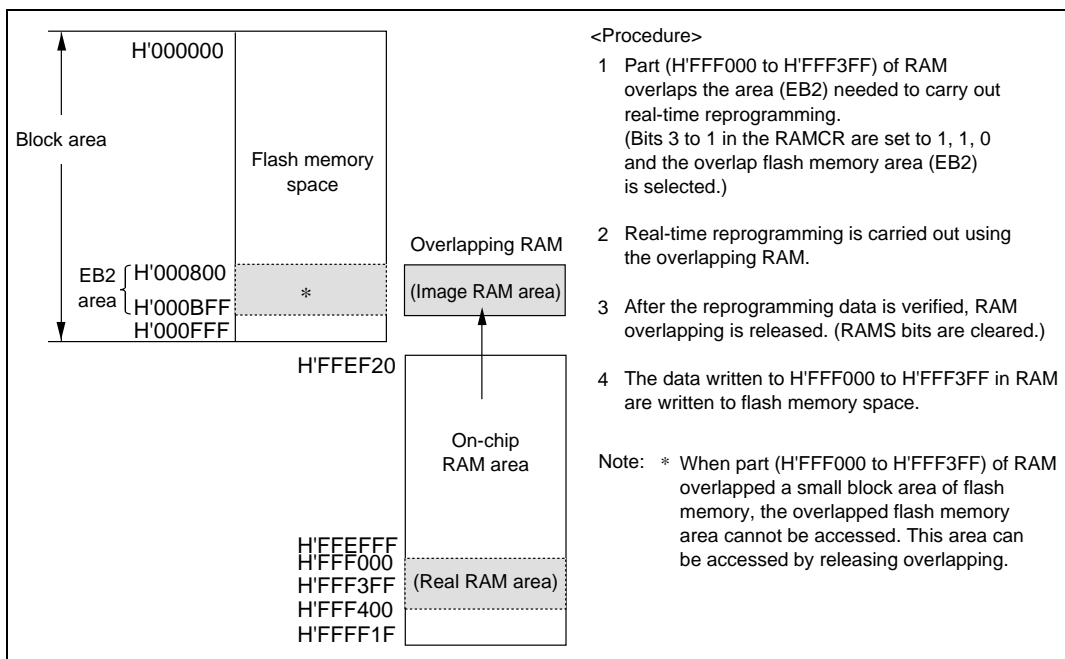 H'000000
Block area
Flash memory
space
EB2
area
H'000800
*
H'000BFF
H'000FFF
Overlapping RAM
(Image RAM area)
H'FFEF20
On-chip
RAM area
H'FFEFFF
H'FFF000
H'FFF3FF
(Real RAM area)
H'FFF400
H'FFFF1F
<Procedure>
1 Part (H'FFF000 to H'FFF3FF) of RAM
overlaps the area (EB2) needed to carry out
real-time reprogramming.
(Bits 3 to 1 in the RAMCR are set to 1, 1, 0
and the overlap flash memory area (EB2)
is selected.)
2 Real-time reprogramming is carried out using
the overlapping RAM.
3 After the reprogramming data is verified, RAM
overlapping is released. (RAMS bits are cleared.)
4 The data written to H'FFF000 to H'FFF3FF in RAM
are written to flash memory space.
Note: * When part (H'FFF000 to H'FFF3FF) of RAM
overlapped a small block area of flash
memory, the overlapped flash memory
area cannot be accessed. This area can
be accessed by releasing overlapping.